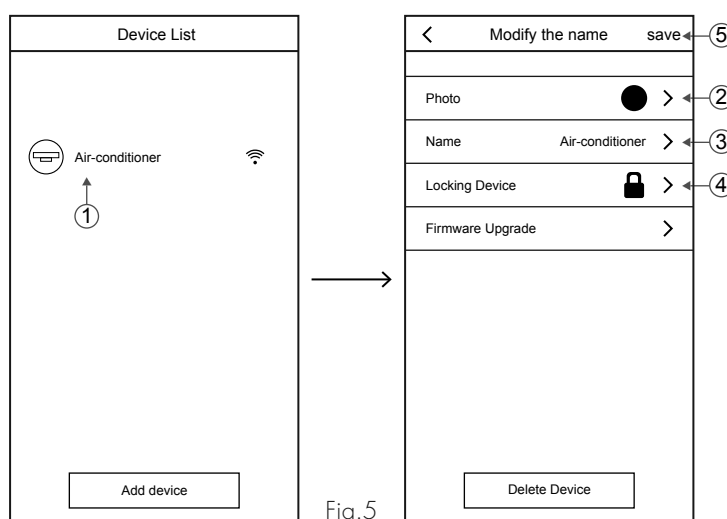 Device List
Air-conditioner
①
Add device
Fig.5
Modify the name save ⑤
Photo ②
Name Air-conditioner ③
Locking Device ④
Firmware Upgrade
Delete Device